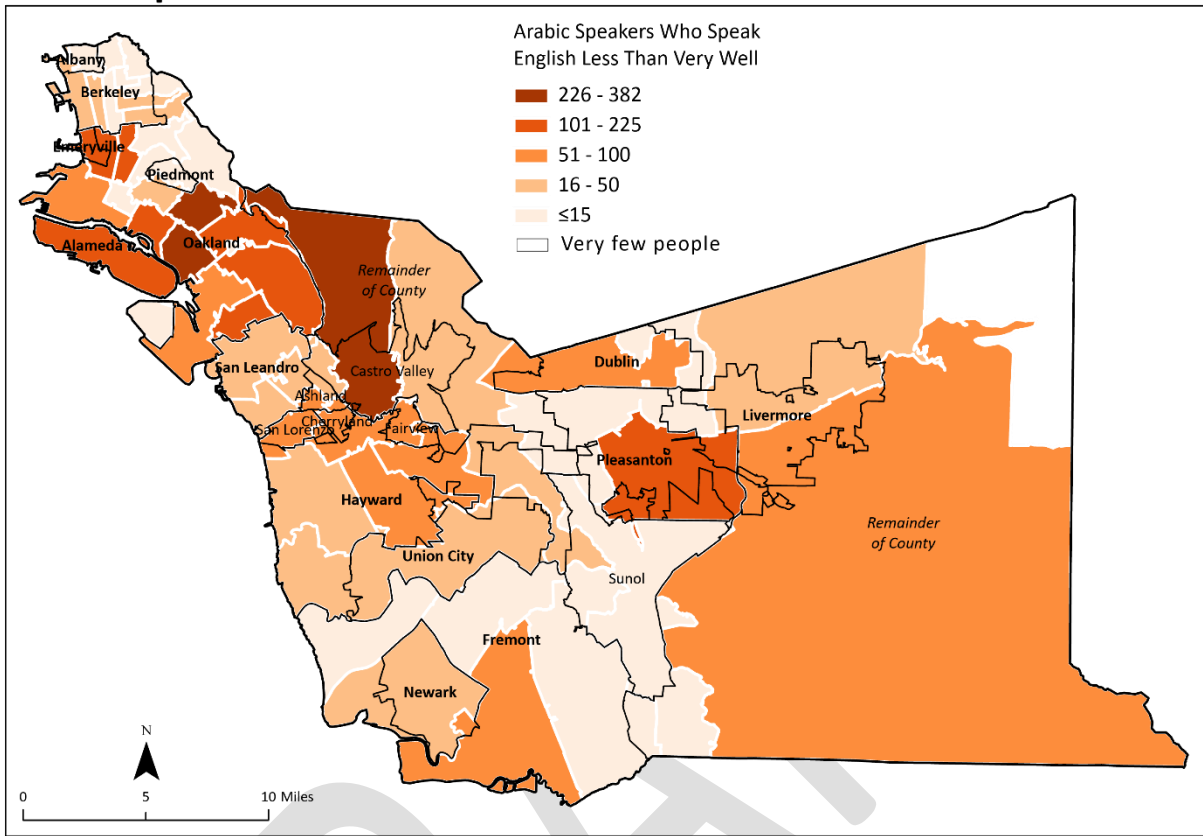 Arabic Speakers Who Speak
English Less Than Very Well
226 - 382
101 - 225
51 - 100
16 - 50
≤15
Very few people
Albany
Berkeley
Emeryville
Piedmont
Alameda
Oakland
Remainder
of County
San Leandro
Castro Valley
Ashland
Cherryland
San Lorenzo
Fairview
Dublin
Livermore
Pleasanton
Hayward
Remainder
of County
Union City
Sunol
Fremont
Newark
N
0 5 10 Miles